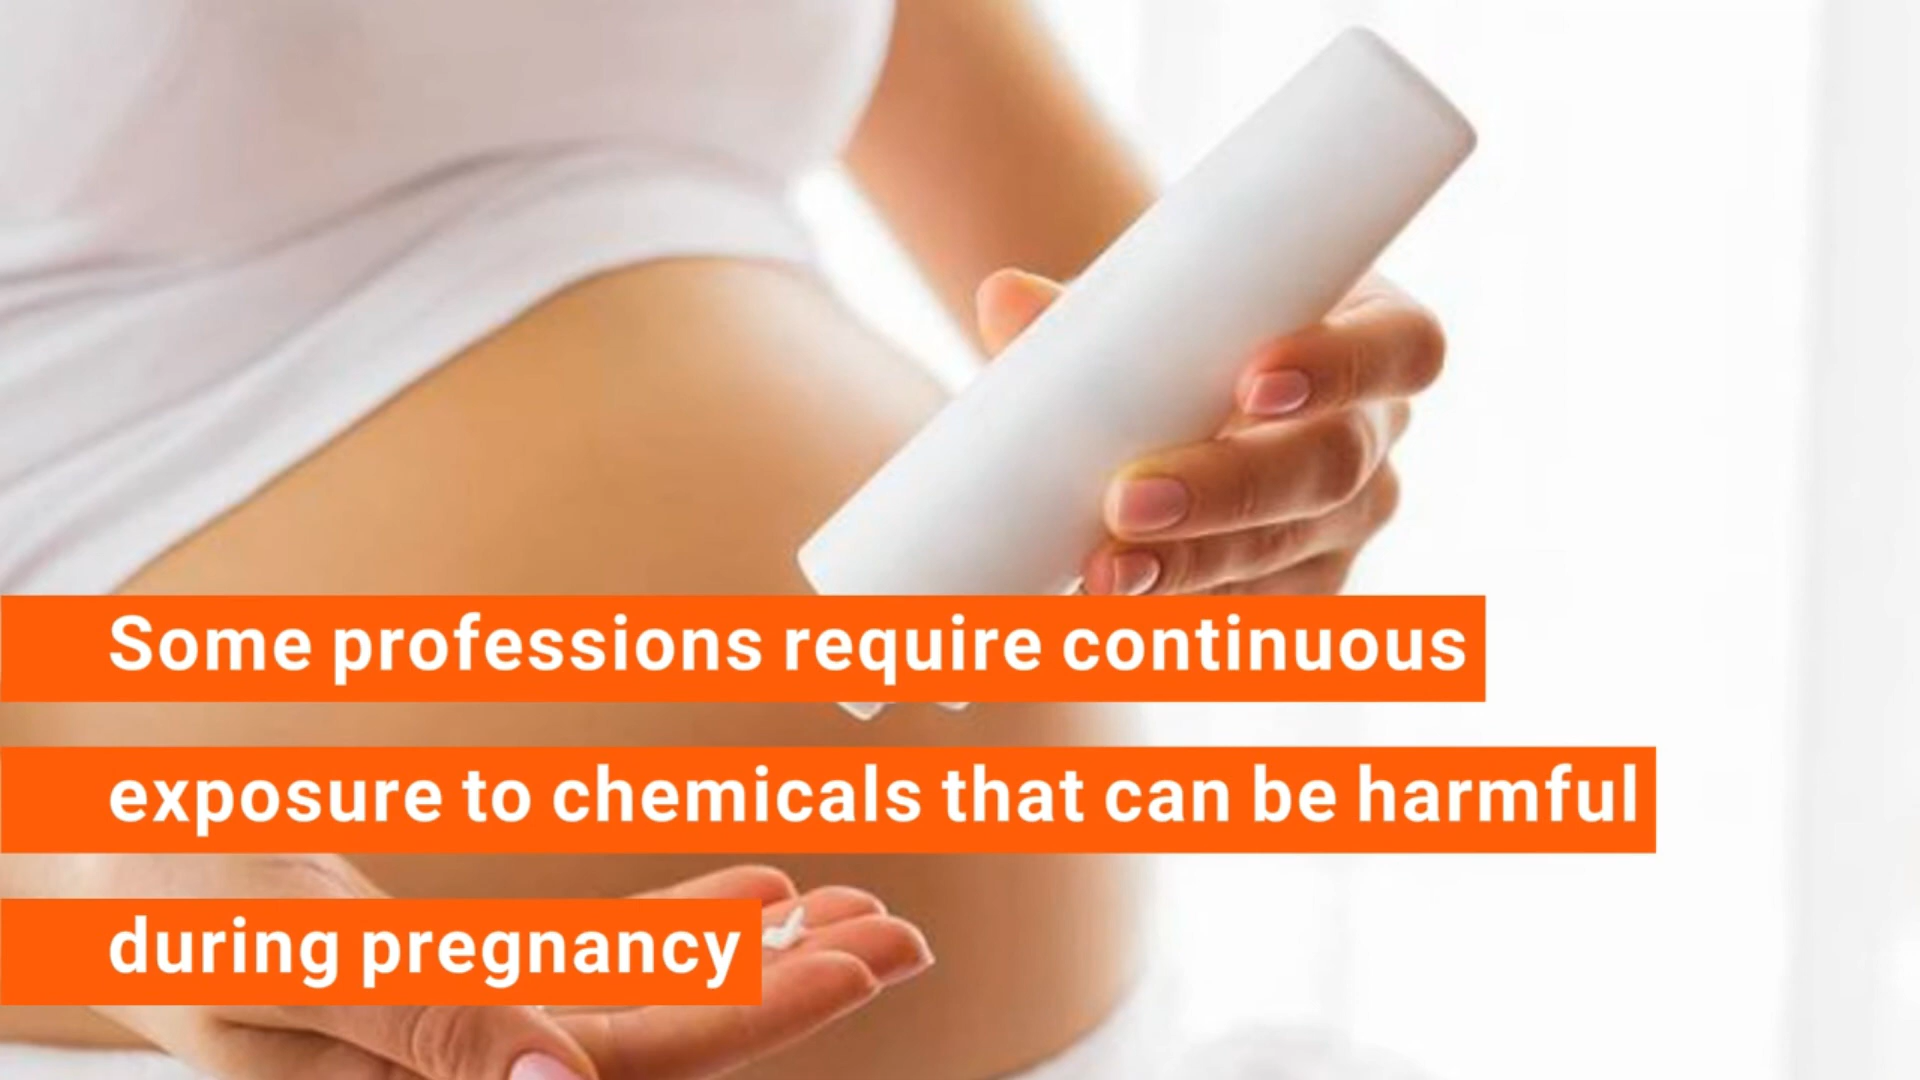 Some professions require continuous
exposure to chemicals that can be harmful
during pregnancy